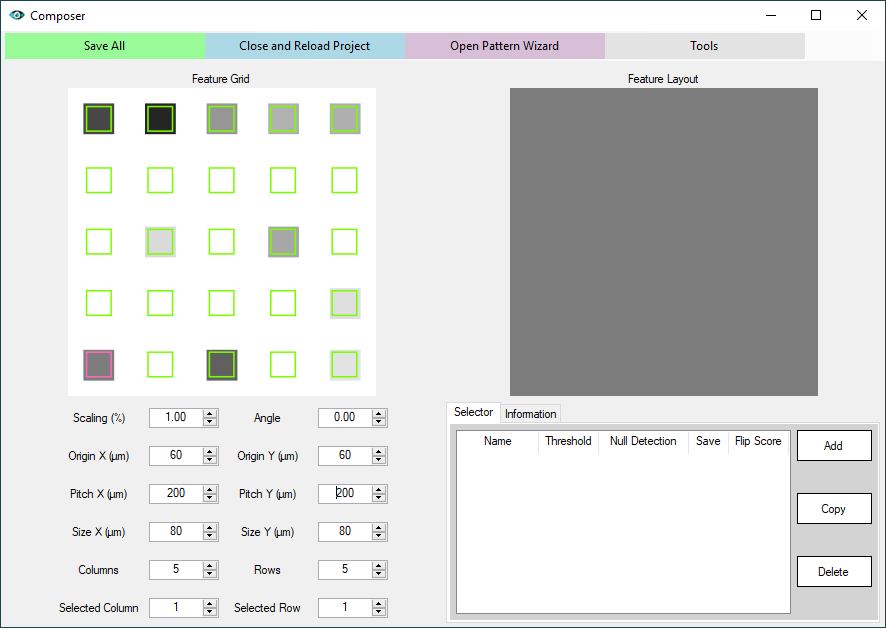 Composer
Save All
Close and Reload Project
Open Pattern Wizard
Tools
Feature Grid
Feature Layout
Scaling (%) 1.00 Angle 0.00
Origin X (µm) 60 Origin Y (µm) 60
Pitch X (µm) 200 Pitch Y (µm) 200
Size X (µm) 80 Size Y (µm) 80
Columns 5 Rows 5
Selected Column 1 Selected Row 1
Selector Information
Name Threshold Null Detection Save Flip Score
Add
Copy
Delete